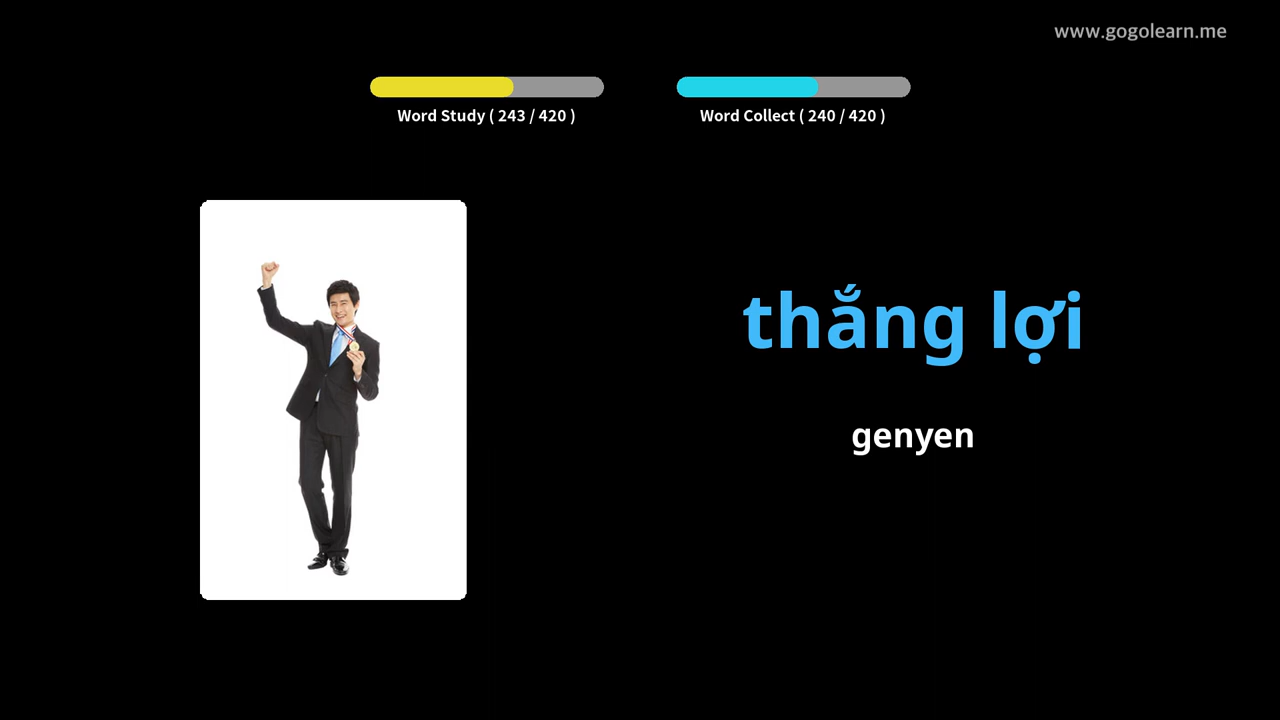 www.gogolearn.me
Word Study ( 243 / 420 )
Word Collect ( 240 / 420 )
thắng lợi
genyen